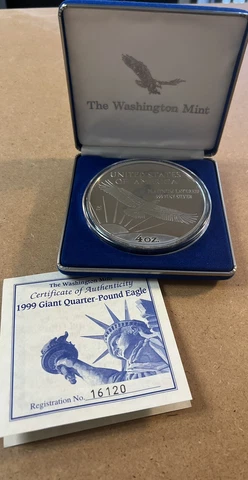 The Washington Mint
UNITED STATES
OF AMERICA
4 OZ.
The Washington Mint
Certificate of Authenticity
1999 Giant Quarter-Pound Eagle
Registration No. 16120